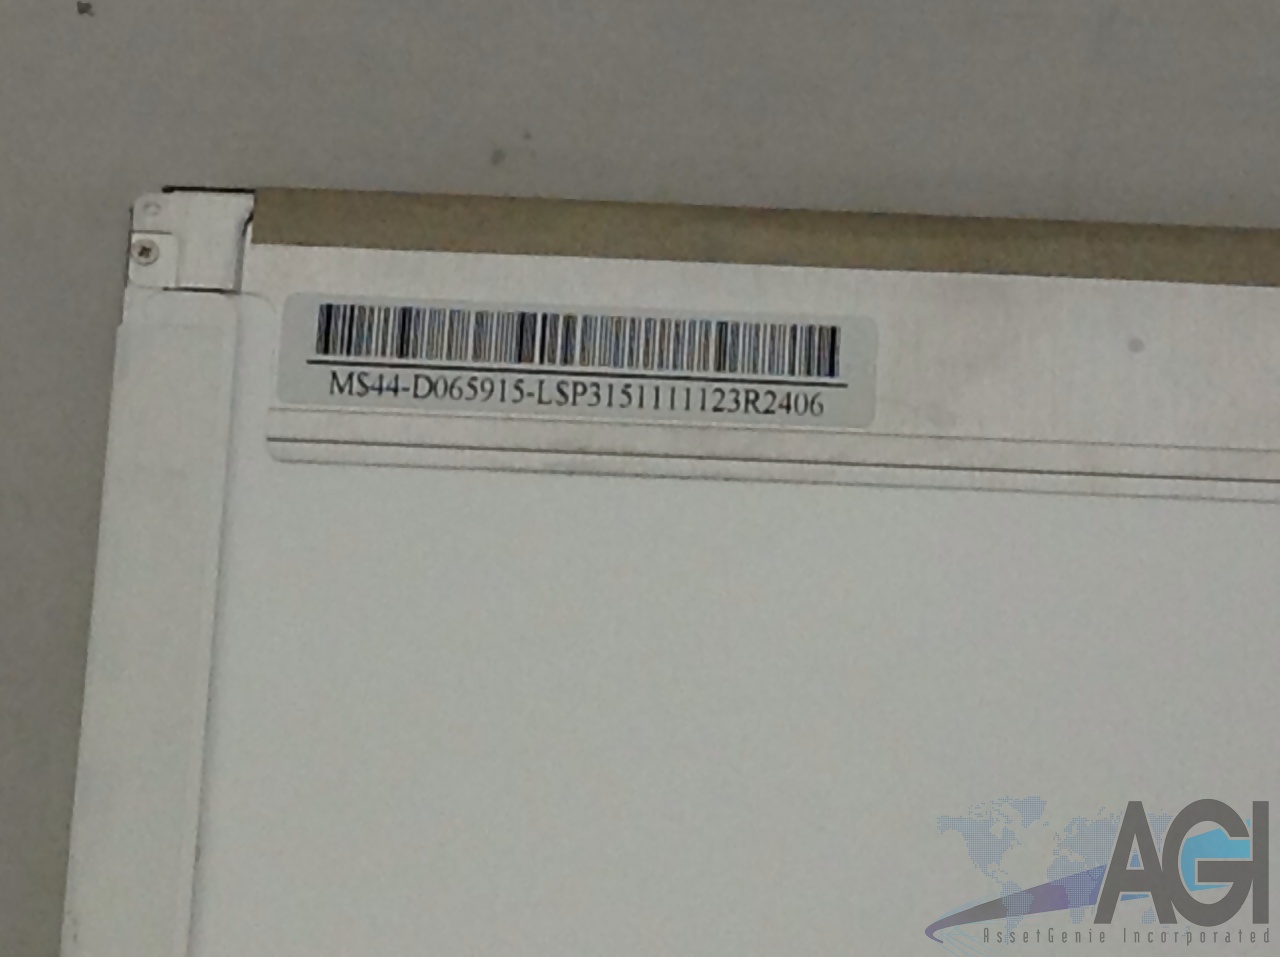 MS44-D065915-LSP3151111123R2406
AGI
AssetGenie Incorporated